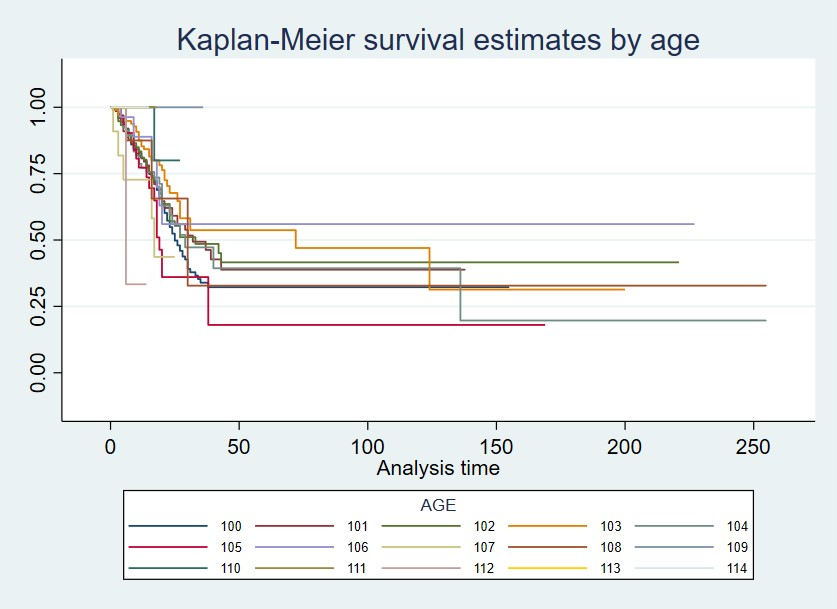 Kaplan-Meier survival estimates by age
1.00
0.75
0.50
0.25
0.00
0 50 100 150 200 250
Analysis time
AGE
100 101 102 103 104
105 106 107 108 109
110 111 112 113 114